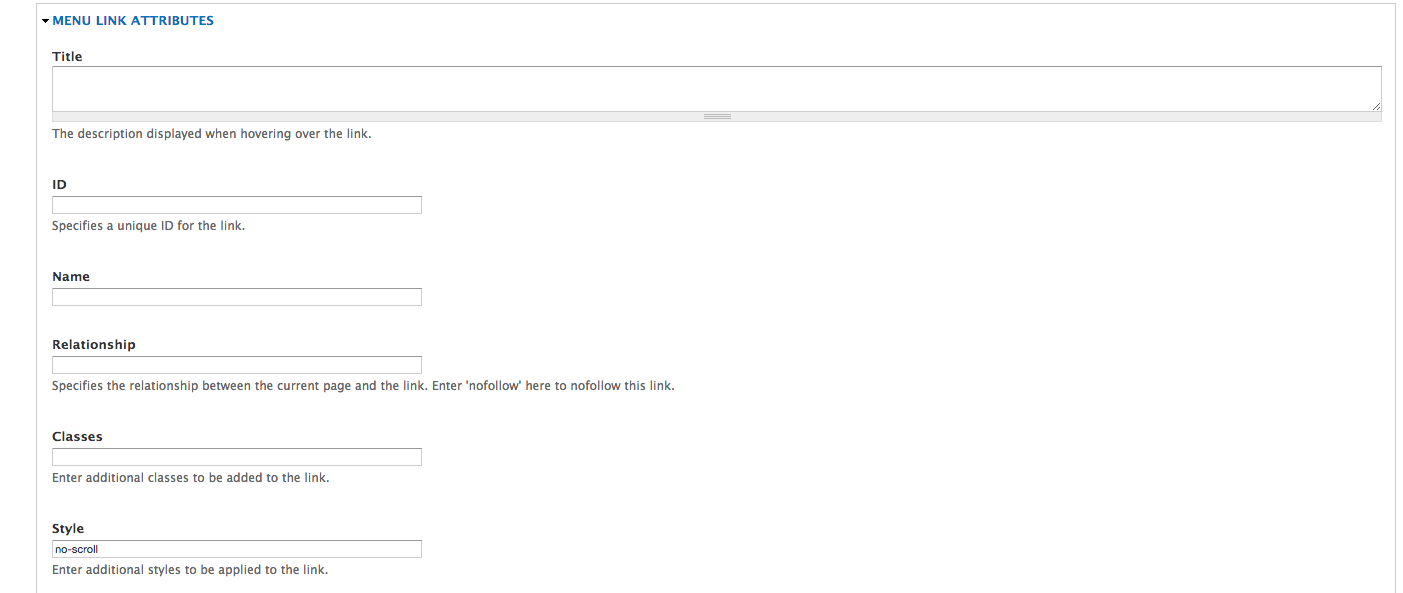 MENU LINK ATTRIBUTES
Title
The description displayed when hovering over the link.
ID
Specifies a unique ID for the link.
Name
Relationship
Specifies the relationship between the current page and the link. Enter 'nofollow' here to nofollow this link.
Classes
Enter additional classes to be added to the link.
Style
no-scroll
Enter additional styles to be applied to the link.